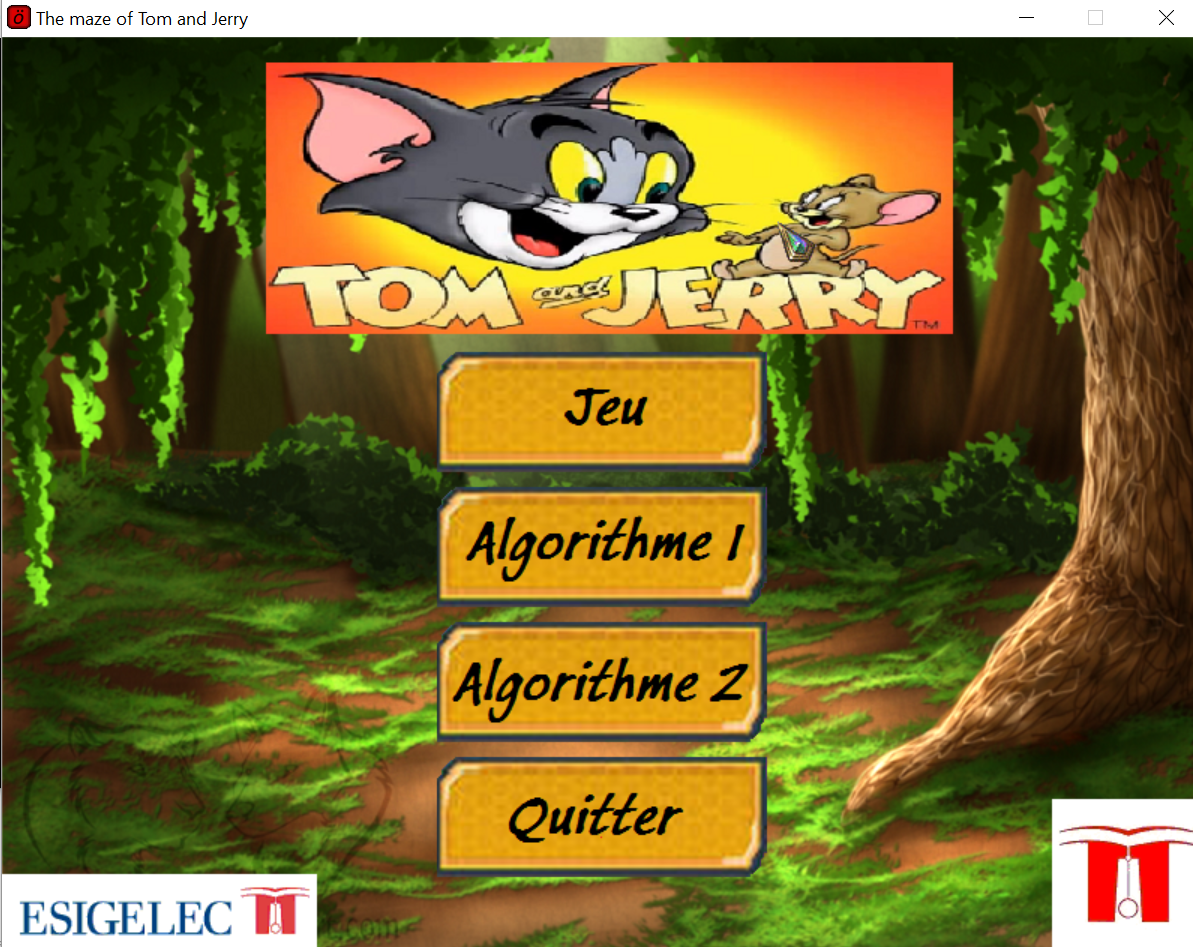 The maze of Tom and Jerry
TOM and JERRY
TM
Jeu
Algorithme 1
Algorithme 2
Quitter
ESIGELEC